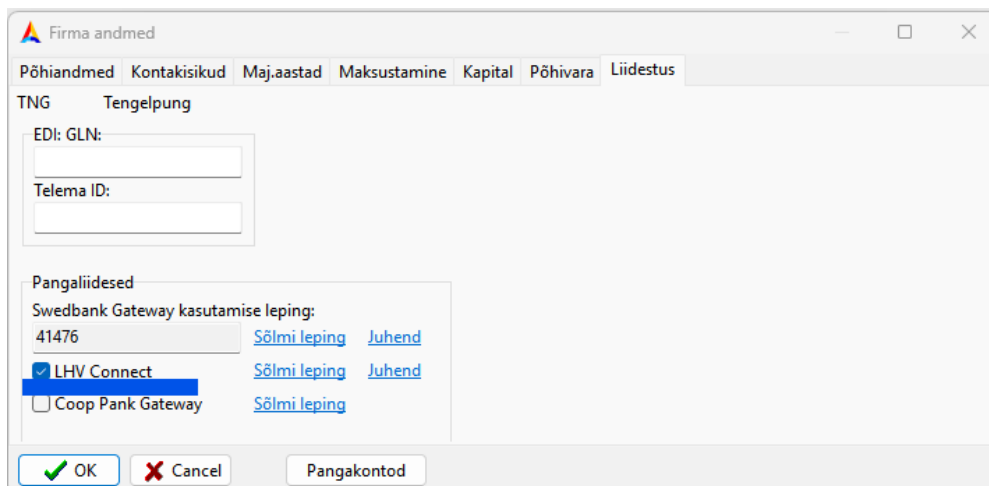 Firma andmed
Põhiandmed Kontakisikud Maj.aastad Maksustamine Kapital Põhivara Liidestus
TNG Tengelpung
EDI: GLN:
Telema ID:
Pangaliidesed
Swedbank Gateway kasutamise leping:
41476 Sõlmi leping Juhend
LHV Connect Sõlmi leping Juhend
Coop Pank Gateway Sõlmi leping
OK Cancel Pangakontod